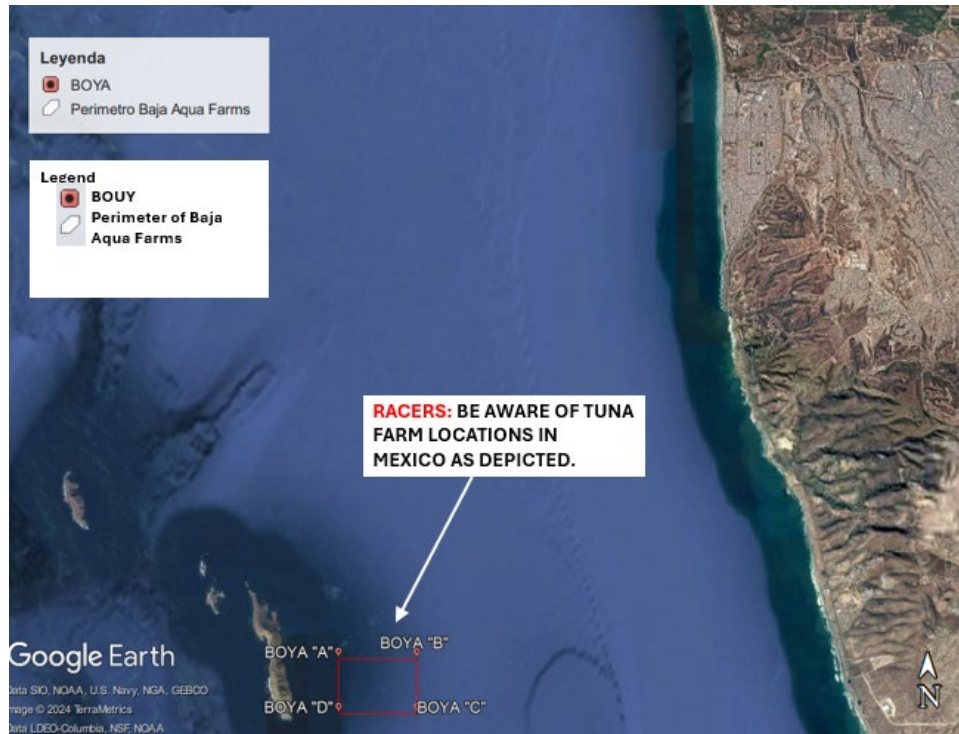 Leyenda
BOYA
Perimetro Baja Aqua Farms
Legend
BOUY
Perimeter of Baja
Aqua Farms
RACERS: BE AWARE OF TUNA
FARM LOCATIONS IN
MEXICO AS DEPICTED.
BOYA "A"
BOYA "B"
BOYA "D"
BOYA "C"
Google Earth
Data SIO, NOAA, U.S. Navy, NGA, GEBCO
Image © 2024 TerraMetrics
Data LDEO-Columbia, NSF, NOAA
N